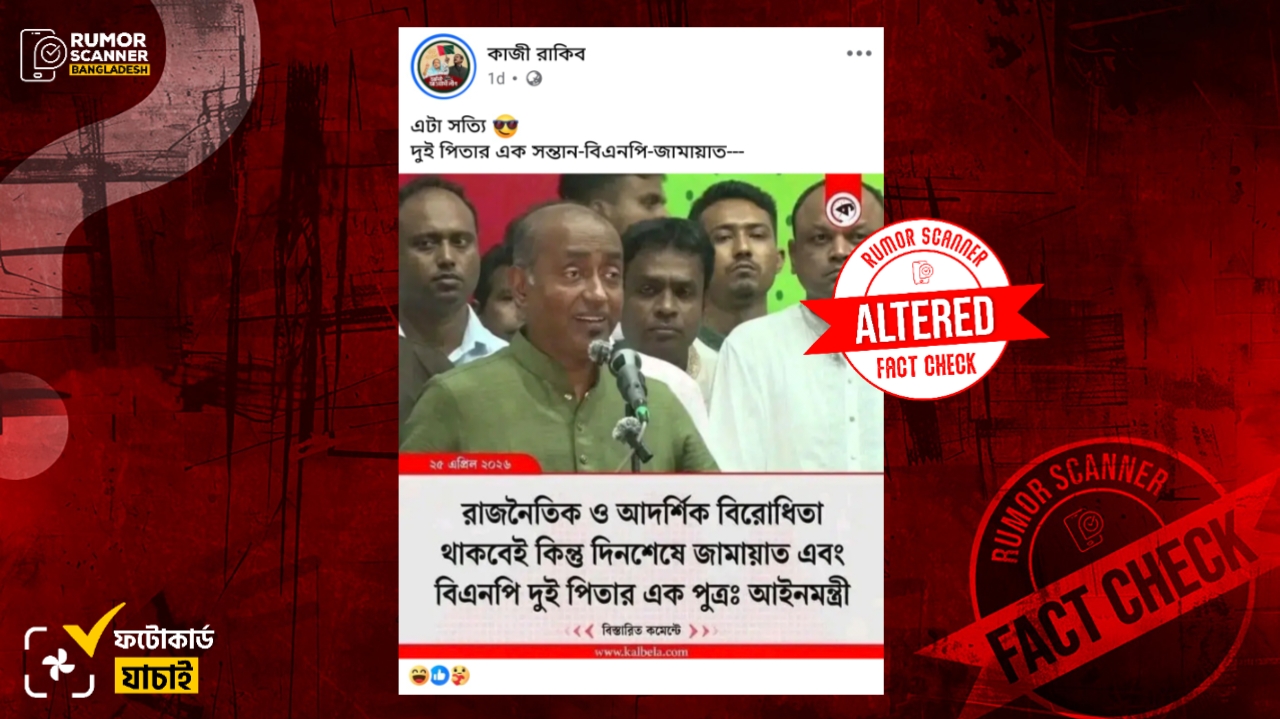 RUMOR
SCANNER
BANGLADESH
কাজী রাকিব
1d
এটা সত্যি 😎
দুই পিতার এক সন্তান-বিএনপি-জামায়াত---
RUMOR SCANNER
ALTERED
FACT CHECK
২৫ এপ্রিল ২০২৬
রাজনৈতিক ও আদর্শিক বিরোধিতা
থাকবেই কিন্তু দিনশেষে জামায়াত এবং
বিএনপি দুই পিতার এক পুত্রঃ আইনমন্ত্রী
বিস্তারিত কমেন্টে
www.kalbela.com
RUMOR SCANNER
FACT CHECK
ফটোকার্ড
যাচাই